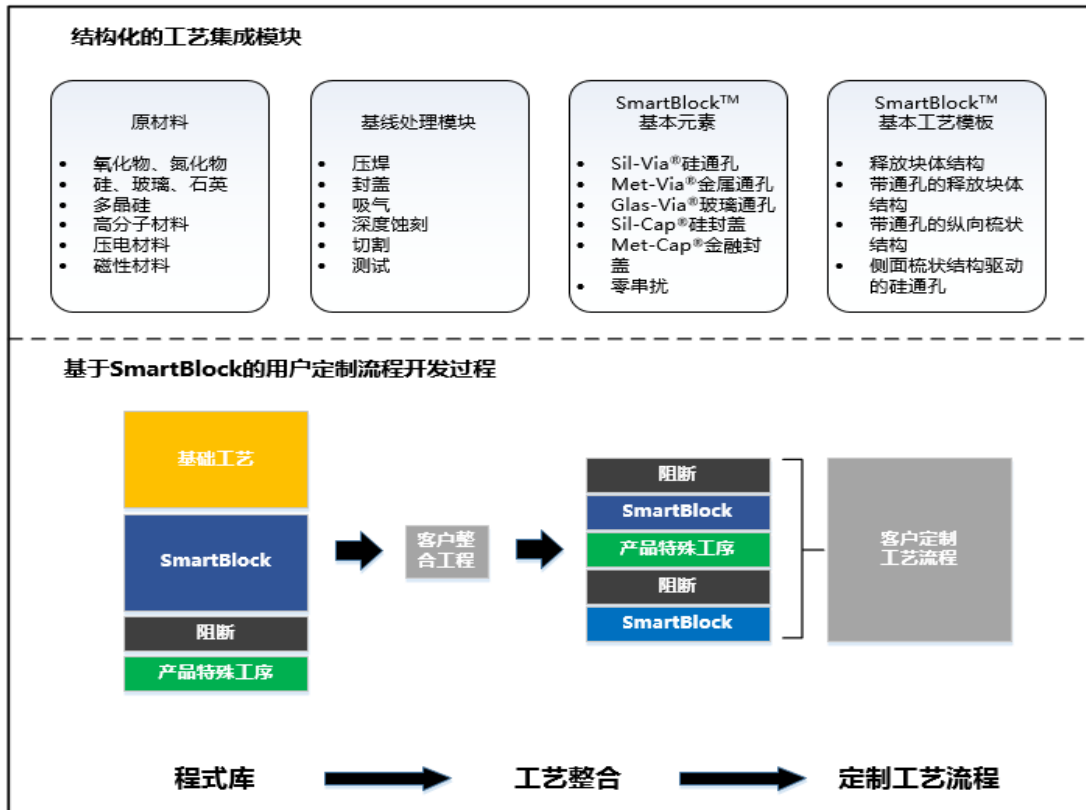 结构化的工艺集成模块
原材料
• 氧化物、氮化物
• 硅、玻璃、石英
• 多晶硅
• 高分子材料
• 压电材料
• 磁性材料
基线处理模块
• 压焊
• 封盖
• 吸气
• 深度蚀刻
• 切割
• 测试
SmartBlock™
基本元素
• Sil-Via®硅通孔
• Met-Via®金属通孔
• Glas-Via®玻璃通孔
• Sil-Cap®硅封盖
• Met-Cap®金融封
盖
• 零串扰
SmartBlock™
基本工艺模板
• 释放块体结构
• 带通孔的释放块体
结构
• 带通孔的纵向梳状
结构
• 侧面梳状结构驱动
的硅通孔
基于SmartBlock的用户定制流程开发过程
基础工艺
SmartBlock
阻断
产品特殊工序
客户整
合工程
阻断
SmartBlock
产品特殊工序
阻断
SmartBlock
客户定制
工艺流程
程式库
工艺整合
定制工艺流程